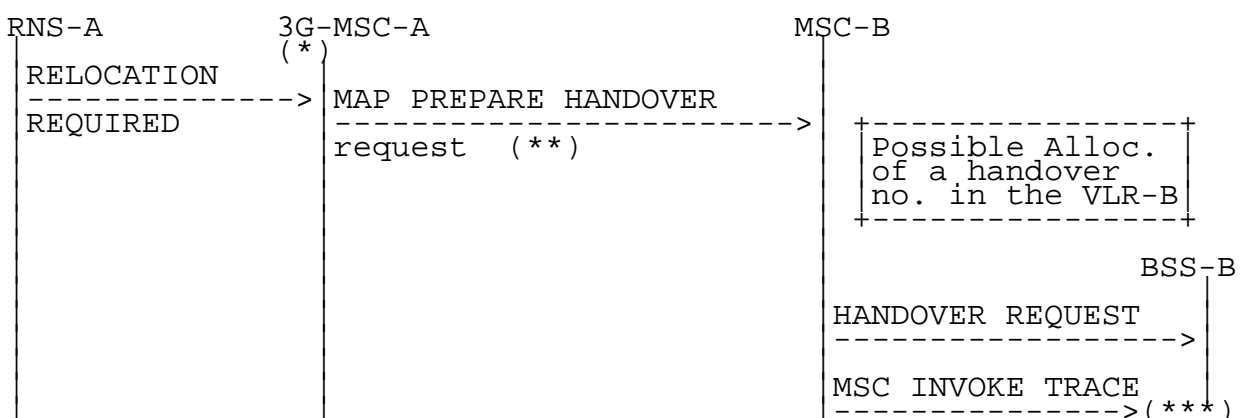 RNS-A 3G-MSC-A MSC-B
(*)
RELOCATION
REQUIRED
MAP PREPARE HANDOVER
request (**)
Possible Alloc.
of a handover
no. in the VLR-B
BSS-B
HANDOVER REQUEST
MSC INVOKE TRACE
(***)